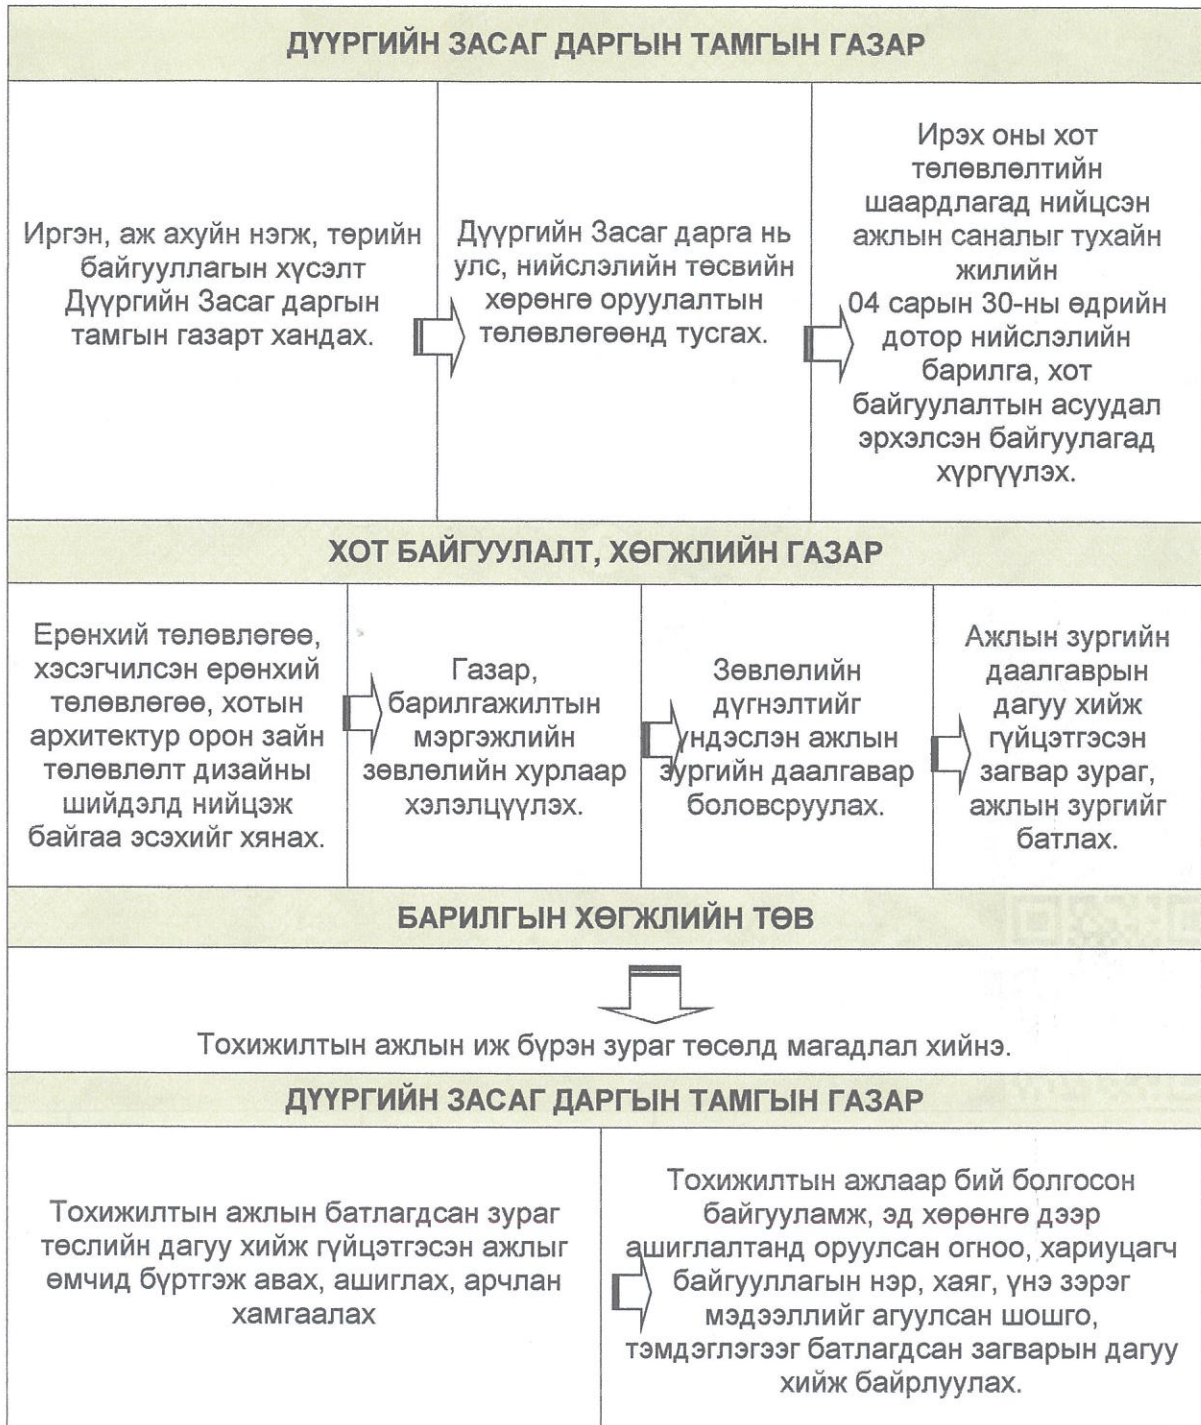 ДҮҮРГИЙН ЗАСАГ ДАРГЫН ТАМГЫН ГАЗАР
Иргэн, аж ахуйн нэгж, төрийн
байгууллагын хүсэлт
Дүүргийн Засаг даргын
тамгын газарт хандах.
Дүүргийн Засаг дарга нь
улс, нийслэлийн төсвийн
хөрөнгө оруулалтын
төлөвлөгөөнд тусгах.
Ирэх оны хот
төлөвлөлтийн
шаардлагад нийцсэн
ажлын саналыг тухайн
жилийн
04 сарын 30-ны өдрийн
дотор нийслэлийн
барилга, хот
байгуулалтын асуудал
эрхэлсэн байгуулагад
хүргүүлэх.
ХОТ БАЙГУУЛАЛТ, ХӨГЖЛИЙН ГАЗАР
Ерөнхий төлөвлөгөө,
хэсэгчилсэн ерөнхий
төлөвлөгөө, хотын
архитектур орон зайн
төлөвлөлт дизайны
шийдэлд нийцэж
байгаа эсэхийг хянах.
Газар,
барилгажилтын
мэргэжлийн
зөвлөлийн хурлаар
хэлэлцүүлэх.
Зөвлөлийн
дүгнэлтийг
үндэслэн ажлын
зургийн даалгавар
боловсруулах.
Ажлын зургийн
даалгаврын
дагуу хийж
гүйцэтгэсэн
загвар зураг,
ажлын зургийг
батлах.
БАРИЛГЫН ХӨГЖЛИЙН ТӨВ
Тохижилтын ажлын иж бүрэн зураг төсөлд магадлал хийнэ.
ДҮҮРГИЙН ЗАСАГ ДАРГЫН ТАМГЫН ГАЗАР
Тохижилтын ажлын батлагдсан зураг
төслийн дагуу хийж гүйцэтгэсэн ажлыг
өмчид бүртгэж авах, ашиглах, арчлан
хамгаалах
Тохижилтын ажлаар бий болгосон
байгууламж, эд хөрөнгө дээр
ашиглалтанд оруулсан огноо, хариуцагч
байгууллагын нэр, хаяг, үнэ зэрэг
мэдээллийг агуулсан шошго,
тэмдэглэгээг батлагдсан загварын дагуу
хийж байрлуулах.